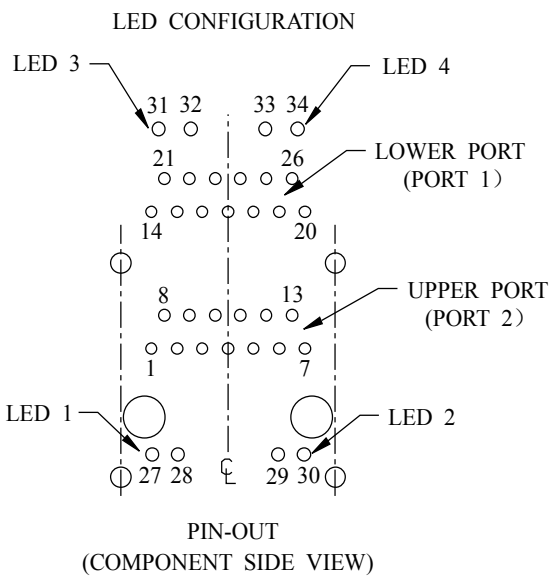 LED CONFIGURATION
LED 3
LED 4
31 32 33 34
21 26
LOWER PORT
(PORT 1)
14 20
8 13
UPPER PORT
(PORT 2)
1 7
LED 1
LED 2
27 28 29 30
℄
PIN-OUT
(COMPONENT SIDE VIEW)